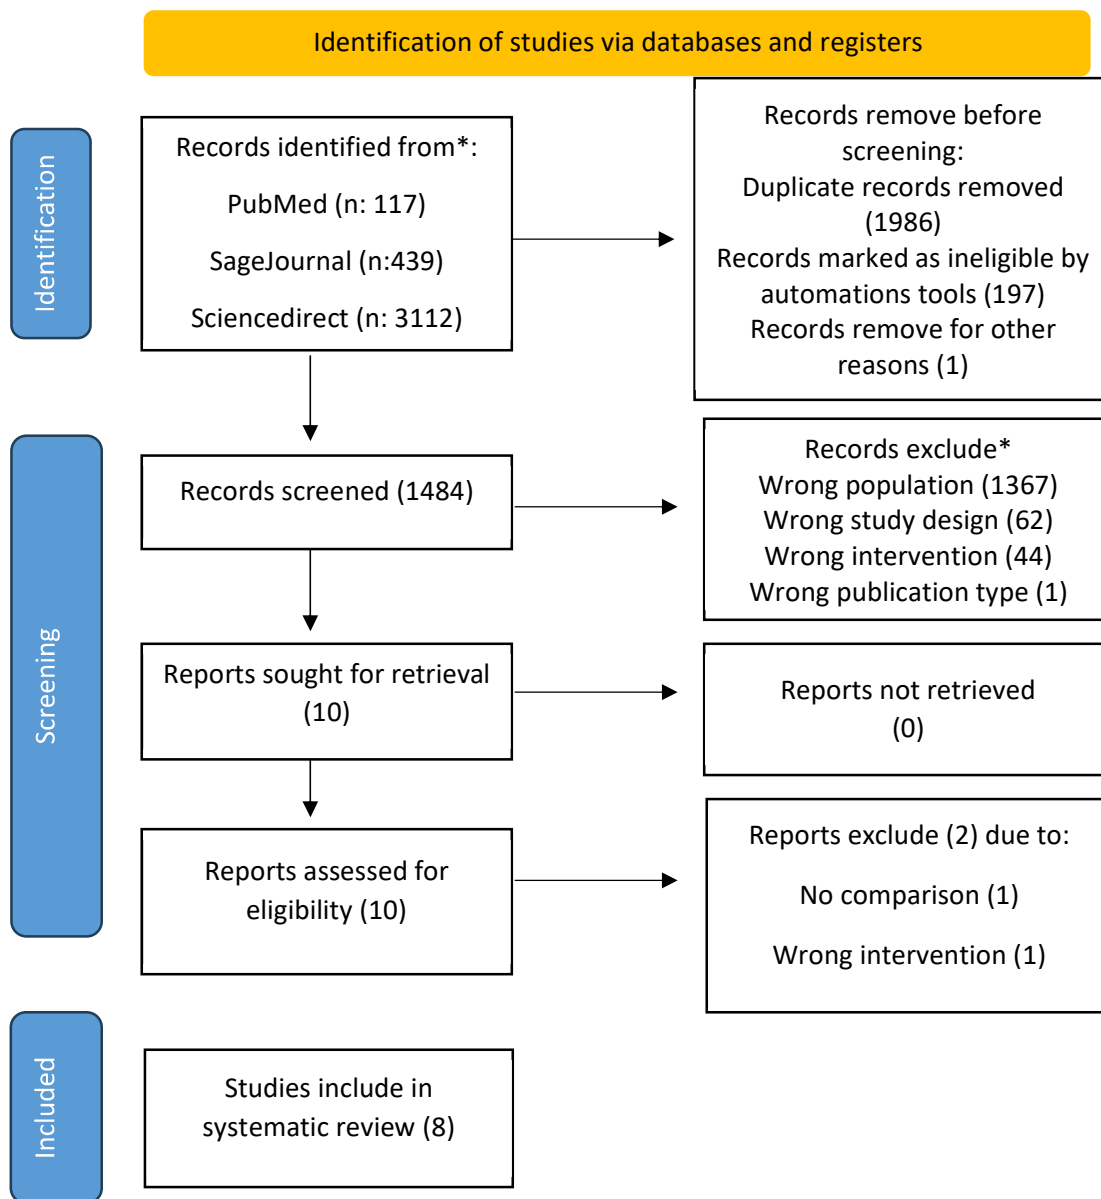 Identification of studies via databases and registers
Identification
Records identified from*:
PubMed (n: 117)
SageJournal (n:439)
Sciencedirect (n: 3112)
Records remove before
screening:
Duplicate records removed
(1986)
Records marked as ineligible by
automations tools (197)
Records remove for other
reasons (1)
Screening
Records screened (1484)
Records exclude*
Wrong population (1367)
Wrong study design (62)
Wrong intervention (44)
Wrong publication type (1)
Reports sought for retrieval
(10)
Reports not retrieved
(0)
Reports assessed for
eligibility (10)
Reports exclude (2) due to:
No comparison (1)
Wrong intervention (1)
Included
Studies include in
systematic review (8)